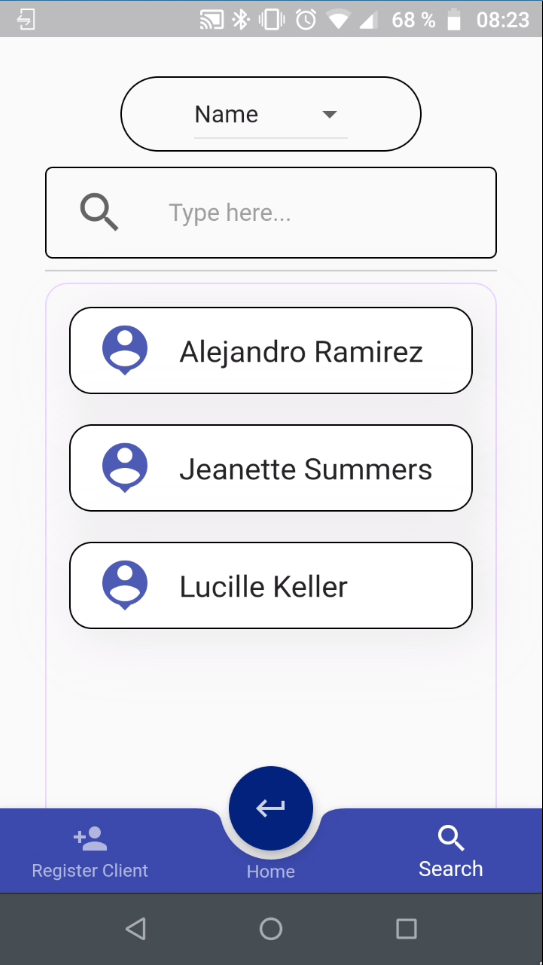 68 % 08:23
Name
Type here...
Alejandro Ramirez
Jeanette Summers
Lucille Keller
Register Client
Home
Search